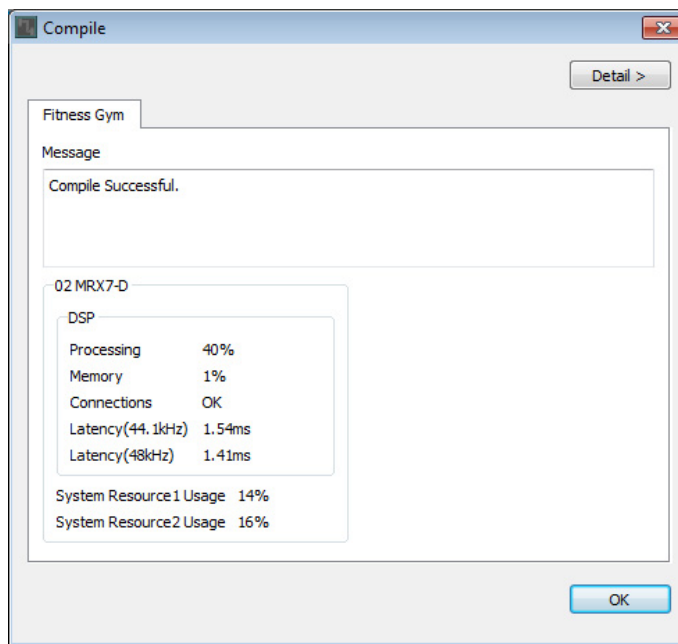 Compile
Detail >
Fitness Gym
Message
Compile Successful.
02 MRX7-D
DSP
Processing 40%
Memory 1%
Connections OK
Latency(44.1kHz) 1.54ms
Latency(48kHz) 1.41ms
System Resource1 Usage 14%
System Resource2 Usage 16%
OK